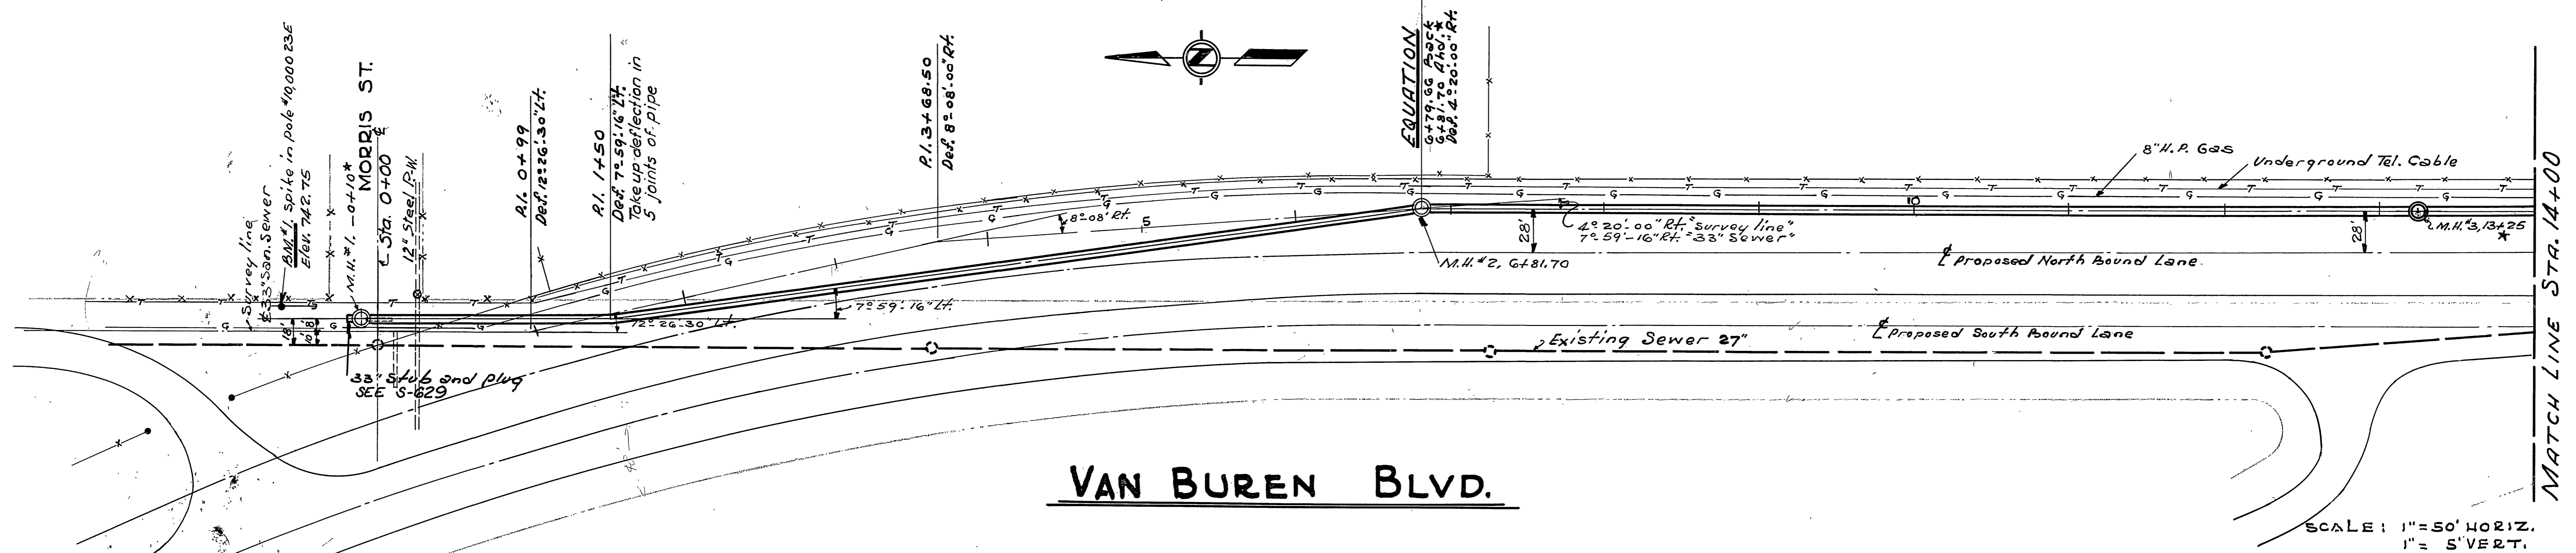 Survey line
℄ 33" San. Sewer
B.M.#1, spike in pole #10,000 23E
Elev. 742.75
M.H.#1, -0+10*
MORRIS ST.
℄ Sta. 0+00
12" Steel P.W.
P.I. 0+99
Def. 12°-26'-30" Lt.
P.I. 1+50
Def. 7°-59'-16" Lt.
Take up deflection in
5 joints of pipe
P.I. 3+68.50
Def. 8°-08'-00" Rt.
Z
EQUATION
6+79.66 Back
6+81.70 Ahd.*
Def. 4°-20'-00" Rt.
8" H.P. Gas
Underground Tel. Cable
MATCH LINE STA. 14+00
8°-08' Rt.
5
4°-20'-00" Rt. "Survey line"
7°-59'-16" Rt. "33" Sewer"
28'
28'
M.H.#3, 13+25
*
M.H.#2, 6+81.70
℄ Proposed North Bound Lane
7°-59'-16" Lt.
12°-26'-30" Lt.
18'
10'
8'
℄ Proposed South Bound Lane
Existing Sewer 27"
33" Stub and plug
SEE S-629
VAN BUREN BLVD.
SCALE: 1"=50' HORIZ.
1"= 5' VERT.